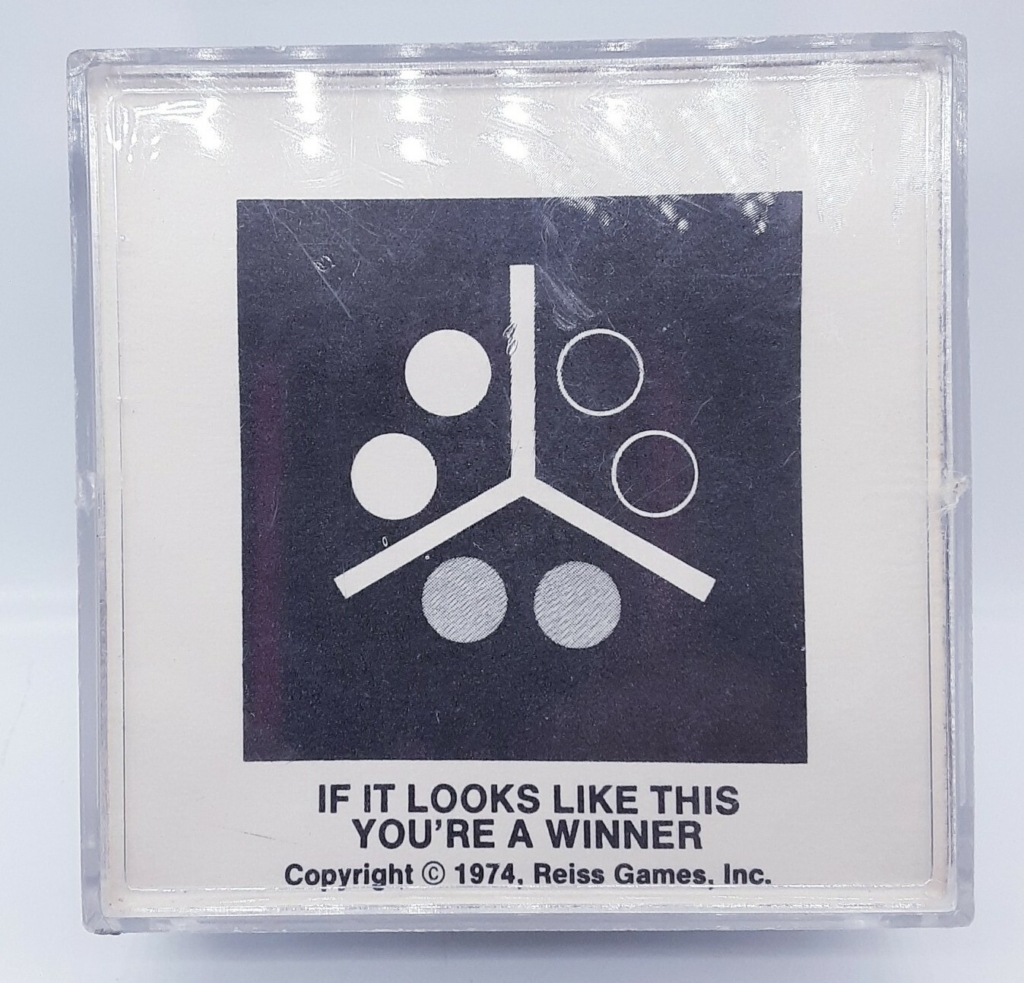 IF IT LOOKS LIKE THIS
YOU'RE A WINNER
Copyright © 1974, Reiss Games, Inc.